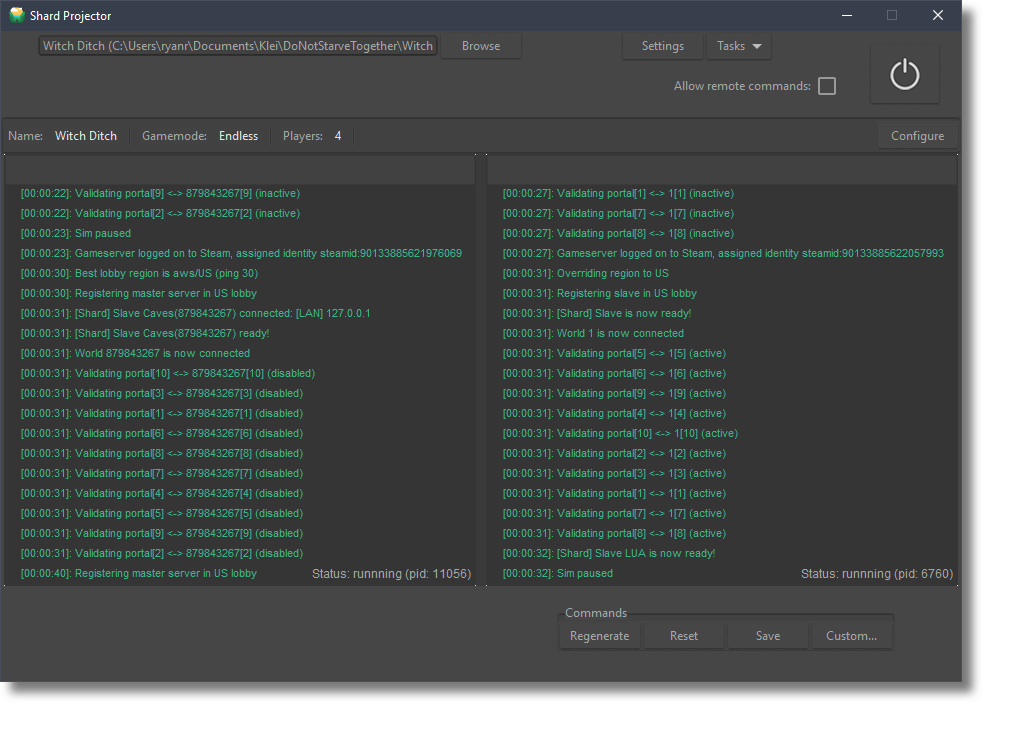 Shard Projector
Witch Ditch (C:\Users\ryanr\Documents\Klei\DoNotStarveTogether\Witch
Browse
Settings
Tasks
Allow remote commands:
Name: Witch Ditch
Gamemode: Endless
Players: 4
Configure
[00:00:22]: Validating portal[9] <-> 879843267[9] (inactive)
[00:00:22]: Validating portal[2] <-> 879843267[2] (inactive)
[00:00:23]: Sim paused
[00:00:23]: Gameserver logged on to Steam, assigned identity steamid:90133885621976069
[00:00:30]: Best lobby region is aws/US (ping 30)
[00:00:30]: Registering master server in US lobby
[00:00:31]: [Shard] Slave Caves(879843267) connected: [LAN] 127.0.0.1
[00:00:31]: [Shard] Slave Caves(879843267) ready!
[00:00:31]: World 879843267 is now connected
[00:00:31]: Validating portal[10] <-> 879843267[10] (disabled)
[00:00:31]: Validating portal[3] <-> 879843267[3] (disabled)
[00:00:31]: Validating portal[1] <-> 879843267[1] (disabled)
[00:00:31]: Validating portal[6] <-> 879843267[6] (disabled)
[00:00:31]: Validating portal[8] <-> 879843267[8] (disabled)
[00:00:31]: Validating portal[7] <-> 879843267[7] (disabled)
[00:00:31]: Validating portal[4] <-> 879843267[4] (disabled)
[00:00:31]: Validating portal[5] <-> 879843267[5] (disabled)
[00:00:31]: Validating portal[9] <-> 879843267[9] (disabled)
[00:00:31]: Validating portal[2] <-> 879843267[2] (disabled)
[00:00:40]: Registering master server in US lobby
Status: runnning (pid: 11056)
[00:00:27]: Validating portal[1] <-> 1[1] (inactive)
[00:00:27]: Validating portal[7] <-> 1[7] (inactive)
[00:00:27]: Validating portal[8] <-> 1[8] (inactive)
[00:00:27]: Gameserver logged on to Steam, assigned identity steamid:90133885622057993
[00:00:31]: Overriding region to US
[00:00:31]: Registering slave in US lobby
[00:00:31]: [Shard] Slave is now ready!
[00:00:31]: World 1 is now connected
[00:00:31]: Validating portal[5] <-> 1[5] (active)
[00:00:31]: Validating portal[6] <-> 1[6] (active)
[00:00:31]: Validating portal[9] <-> 1[9] (active)
[00:00:31]: Validating portal[4] <-> 1[4] (active)
[00:00:31]: Validating portal[10] <-> 1[10] (active)
[00:00:31]: Validating portal[2] <-> 1[2] (active)
[00:00:31]: Validating portal[3] <-> 1[3] (active)
[00:00:31]: Validating portal[1] <-> 1[1] (active)
[00:00:31]: Validating portal[7] <-> 1[7] (active)
[00:00:31]: Validating portal[8] <-> 1[8] (active)
[00:00:32]: [Shard] Slave LUA is now ready!
[00:00:32]: Sim paused
Status: runnning (pid: 6760)
Commands
Regenerate
Reset
Save
Custom...